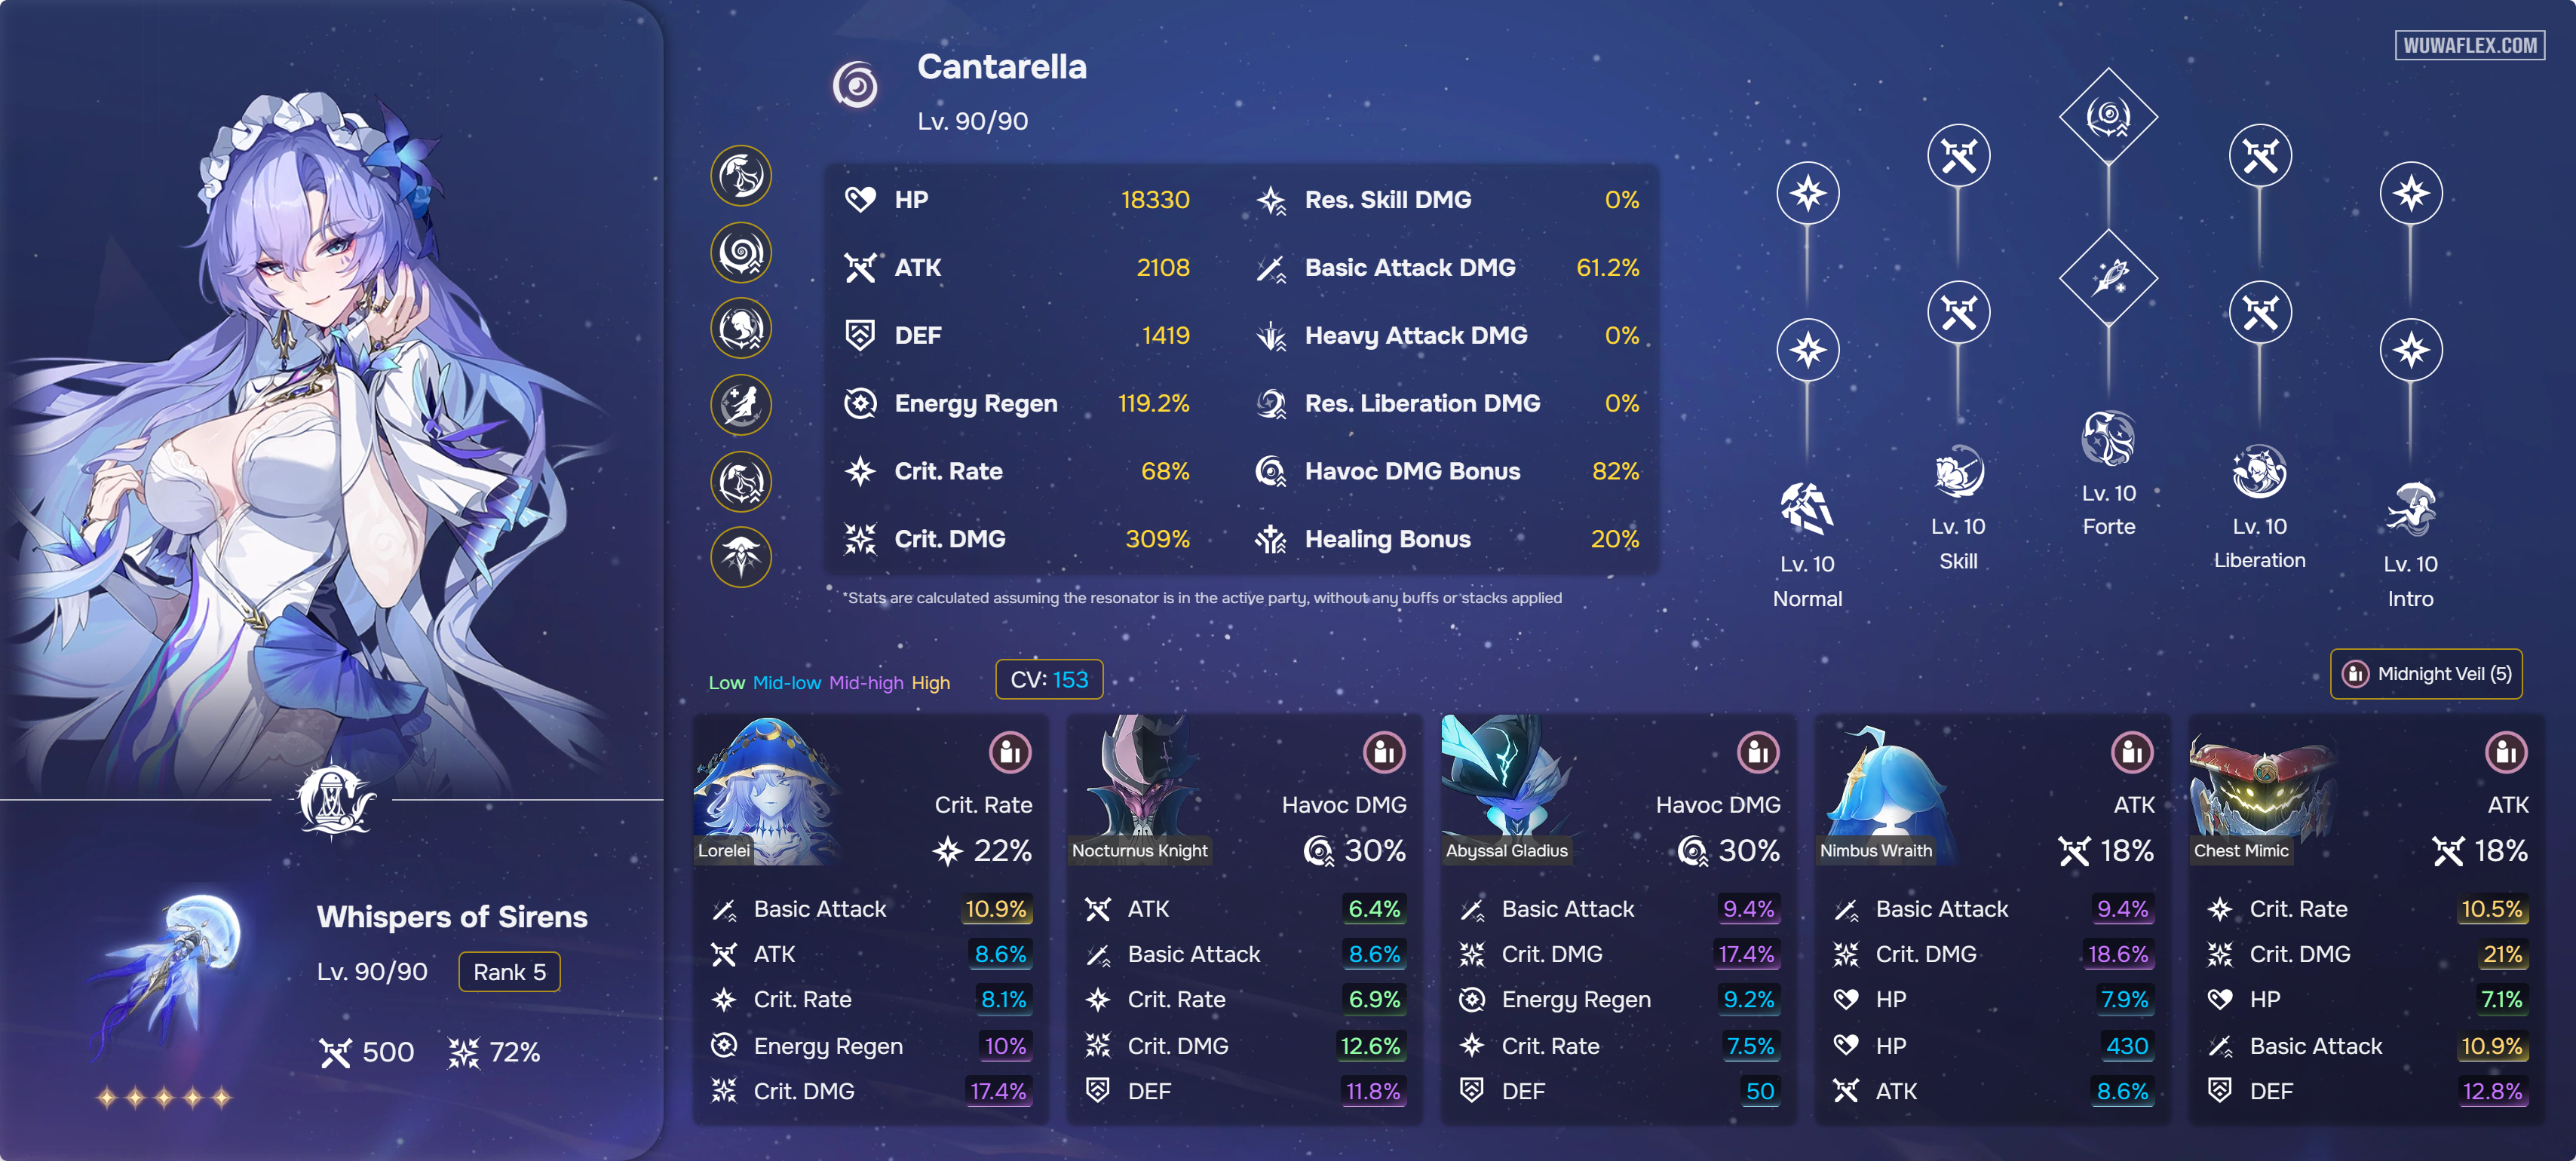 WUWAFLEX.COM
Cantarella
Lv. 90/90
HP 18330
ATK 2108
DEF 1419
Energy Regen 119.2%
Crit. Rate 68%
Crit. DMG 309%
Res. Skill DMG 0%
Basic Attack DMG 61.2%
Heavy Attack DMG 0%
Res. Liberation DMG 0%
Havoc DMG Bonus 82%
Healing Bonus 20%
*Stats are calculated assuming the resonator is in the active party, without any buffs or stacks applied
Lv. 10
Normal
Lv. 10
Skill
Lv. 10
Forte
Lv. 10
Liberation
Lv. 10
Intro
Whispers of Sirens
Lv. 90/90 Rank 5
500 72%
Low Mid-low Mid-high High
CV: 153
Midnight Veil (5)
Lorelei
Crit. Rate
22%
Basic Attack 10.9%
ATK 8.6%
Crit. Rate 8.1%
Energy Regen 10%
Crit. DMG 17.4%
Nocturnus Knight
Havoc DMG
30%
ATK 6.4%
Basic Attack 8.6%
Crit. Rate 6.9%
Crit. DMG 12.6%
DEF 11.8%
Abyssal Gladius
Havoc DMG
30%
Basic Attack 9.4%
Crit. DMG 17.4%
Energy Regen 9.2%
Crit. Rate 7.5%
DEF 50
Nimbus Wraith
ATK
18%
Basic Attack 9.4%
Crit. DMG 18.6%
HP 7.9%
HP 430
ATK 8.6%
Chest Mimic
ATK
18%
Crit. Rate 10.5%
Crit. DMG 21%
HP 7.1%
Basic Attack 10.9%
DEF 12.8%